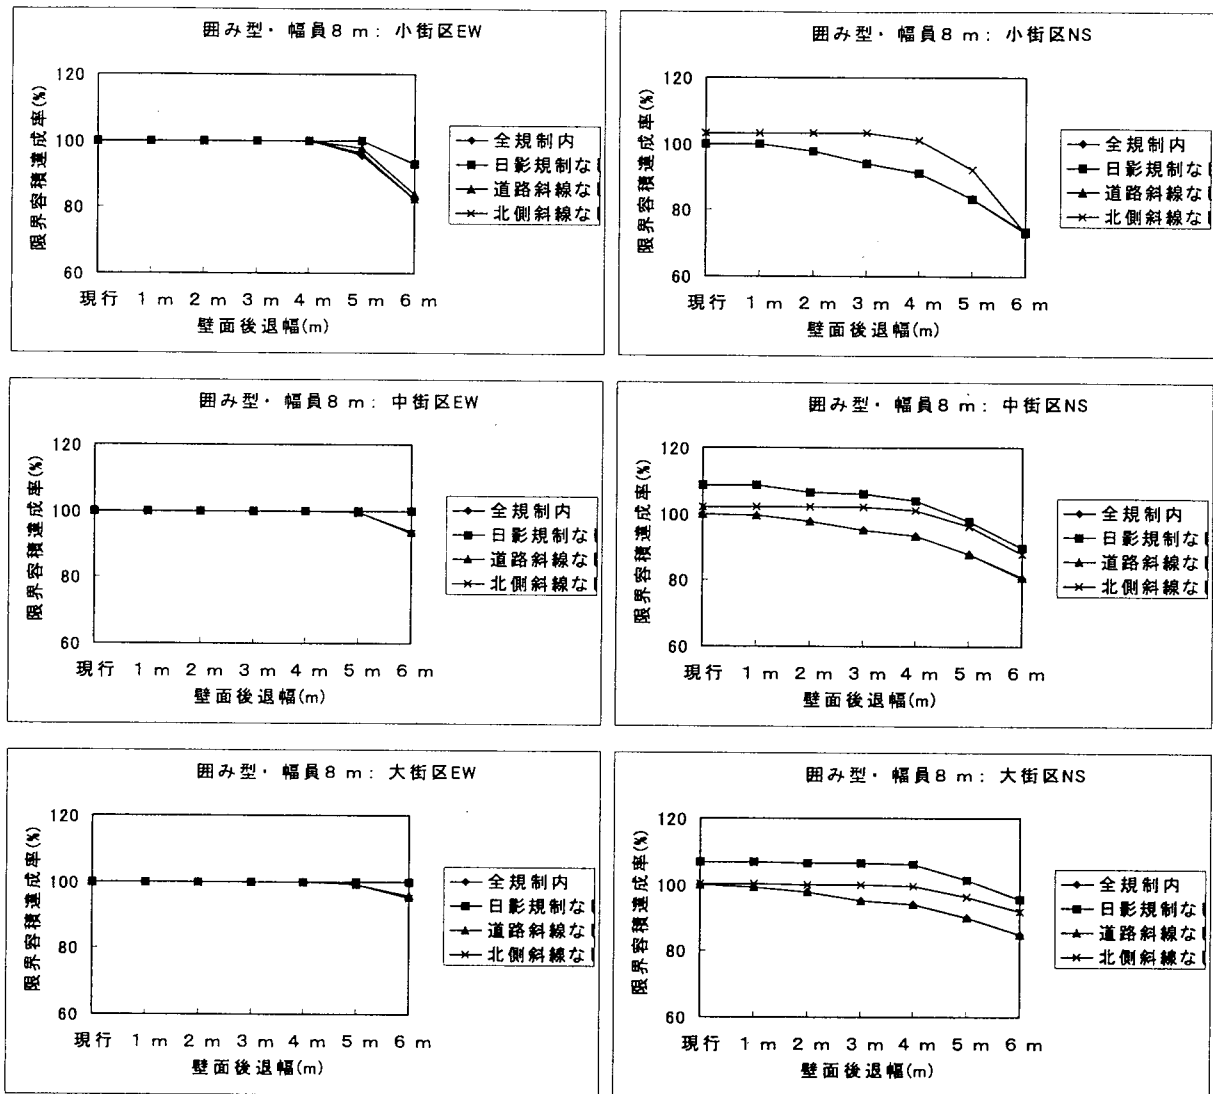 囲み型・幅員8m：小街区EW
限界容積達成率(%)
120
100
80
60
現行 1m 2m 3m 4m 5m 6m
壁面後退幅(m)
全規制内
日影規制な
道路斜線な
北側斜線な
囲み型・幅員8m：小街区NS
限界容積達成率(%)
120
100
80
60
現行 1m 2m 3m 4m 5m 6m
壁面後退幅(m)
全規制内
日影規制な
道路斜線な
北側斜線な
囲み型・幅員8m：中街区EW
限界容積達成率(%)
120
100
80
60
現行 1m 2m 3m 4m 5m 6m
壁面後退幅(m)
全規制内
日影規制な
道路斜線な
北側斜線な
囲み型・幅員8m：中街区NS
限界容積達成率(%)
120
100
80
60
現行 1m 2m 3m 4m 5m 6m
壁面後退幅(m)
全規制内
日影規制な
道路斜線な
北側斜線な
囲み型・幅員8m：大街区EW
限界容積達成率(%)
120
100
80
60
現行 1m 2m 3m 4m 5m 6m
壁面後退幅(m)
全規制内
日影規制な
道路斜線な
北側斜線な
囲み型・幅員8m：大街区NS
限界容積達成率(%)
120
100
80
60
現行 1m 2m 3m 4m 5m 6m
壁面後退幅(m)
全規制内
日影規制な
道路斜線な
北側斜線な